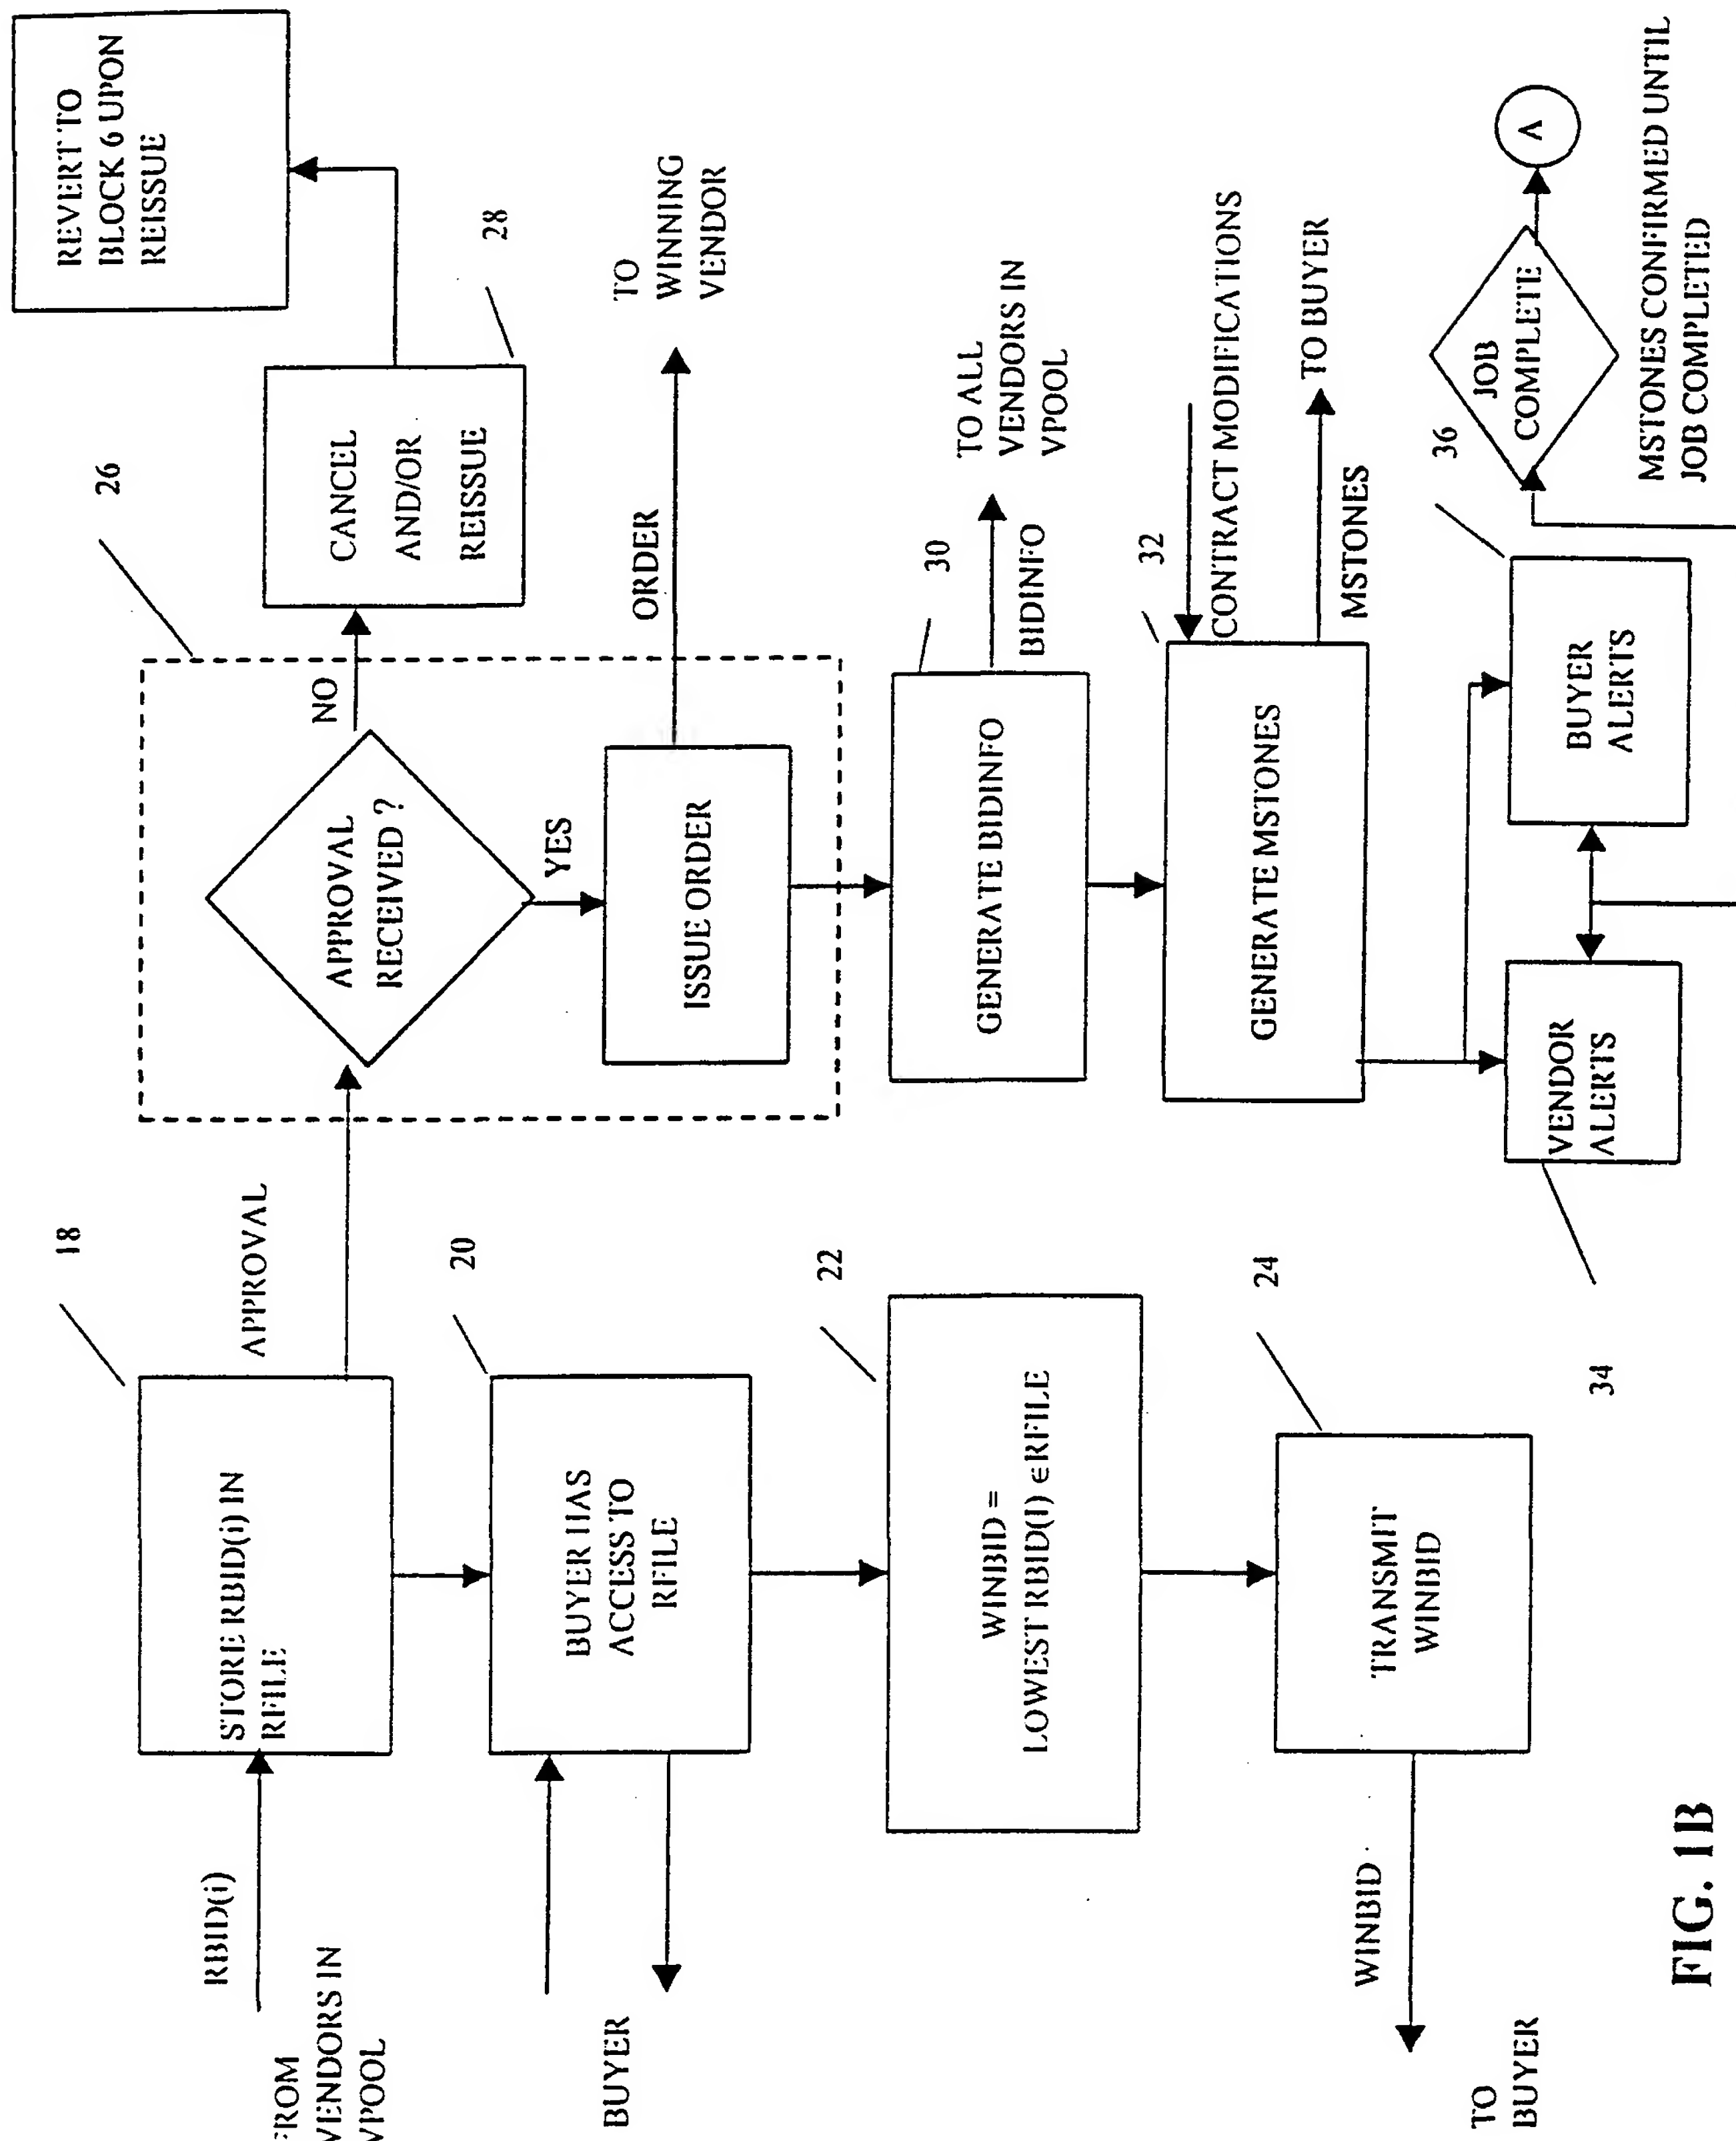 18
RBID(i)
FROM
VENDORS IN
VPOOL
STORE RBID(i) IN
RFILE
APPROVAL
20
BUYER
BUYER HAS
ACCESS TO
RFILE
22
WINBID =
LOWEST RBID(I) ∈RFILE
24
TRANSMIT
WINBID
WINBID
TO
BUYER
26
APPROVAL
RECEIVED ?
NO
YES
CANCEL
AND/OR
REISSUE
28
REVERT TO
BLOCK 6 UPON
REISSUE
ISSUE ORDER
ORDER
TO
WINNING
VENDOR
30
GENERATE BIDINFO
BIDINFO
TO ALL
VENDORS IN
VPOOL
32
GENERATE MSTONES
CONTRACT MODIFICATIONS
MSTONES
TO BUYER
34
VENDOR
ALERTS
36
BUYER
ALERTS
JOB
COMPLETE
A
MSTONES CONFIRMED UNTIL
JOB COMPLETED
FIG. 1B